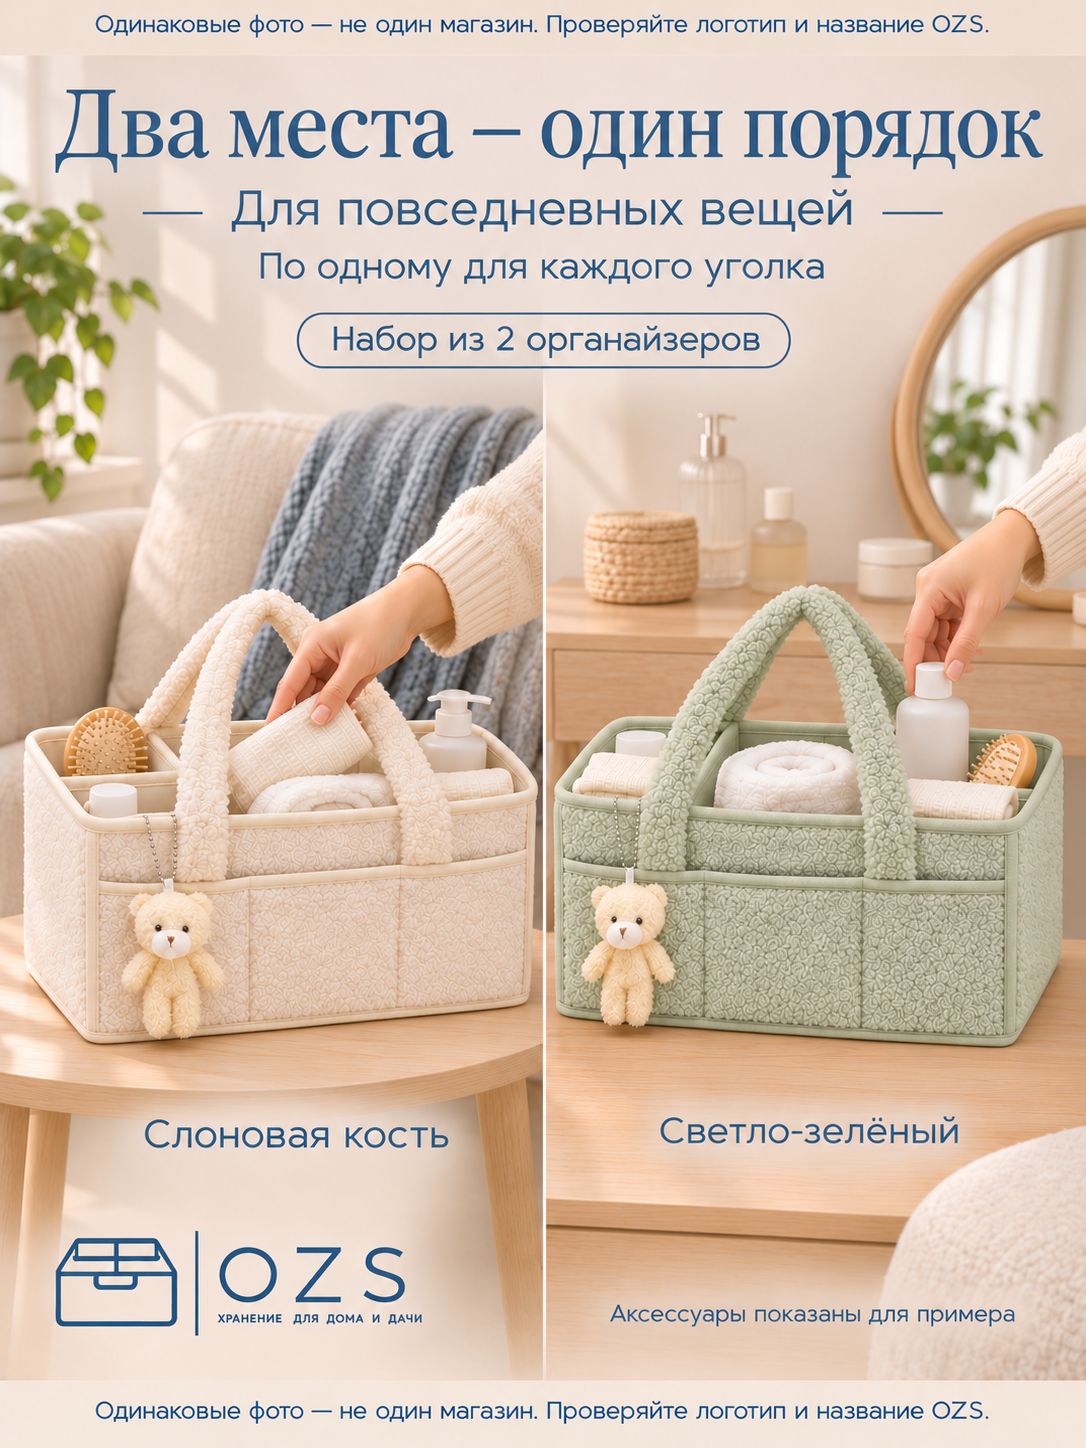 Одинаковые фото — не один магазин. Проверяйте логотип и название OZS.
Два места – один порядок
Для повседневных вещей
По одному для каждого уголка
Набор из 2 органайзеров
Слоновая кость
Светло-зелёный
OZS
ХРАНЕНИЕ ДЛЯ ДОМА И ДАЧИ
Аксессуары показаны для примера
Одинаковые фото — не один магазин. Проверяйте логотип и название OZS.